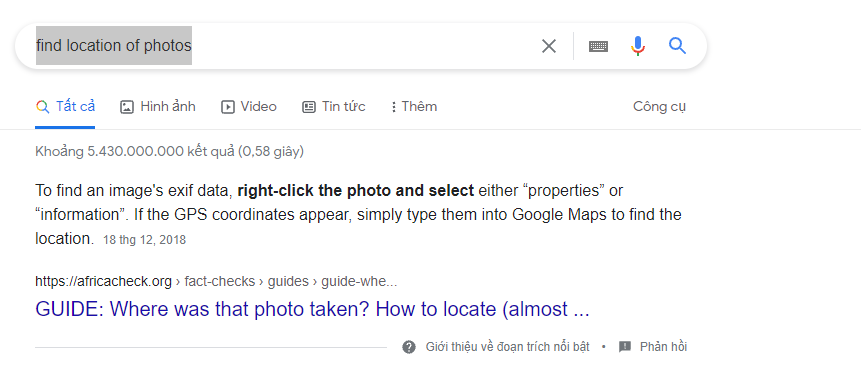 find location of photos
Tất cả Hình ảnh Video Tin tức Thêm Công cụ
Khoảng 5.430.000.000 kết quả (0,58 giây)
To find an image's exif data, right-click the photo and select either “properties” or
“information”. If the GPS coordinates appear, simply type them into Google Maps to find the
location. 18 thg 12, 2018
https://africacheck.org › fact-checks › guides › guide-whe...
GUIDE: Where was that photo taken? How to locate (almost ...
Giới thiệu về đoạn trích nổi bật • Phản hồi